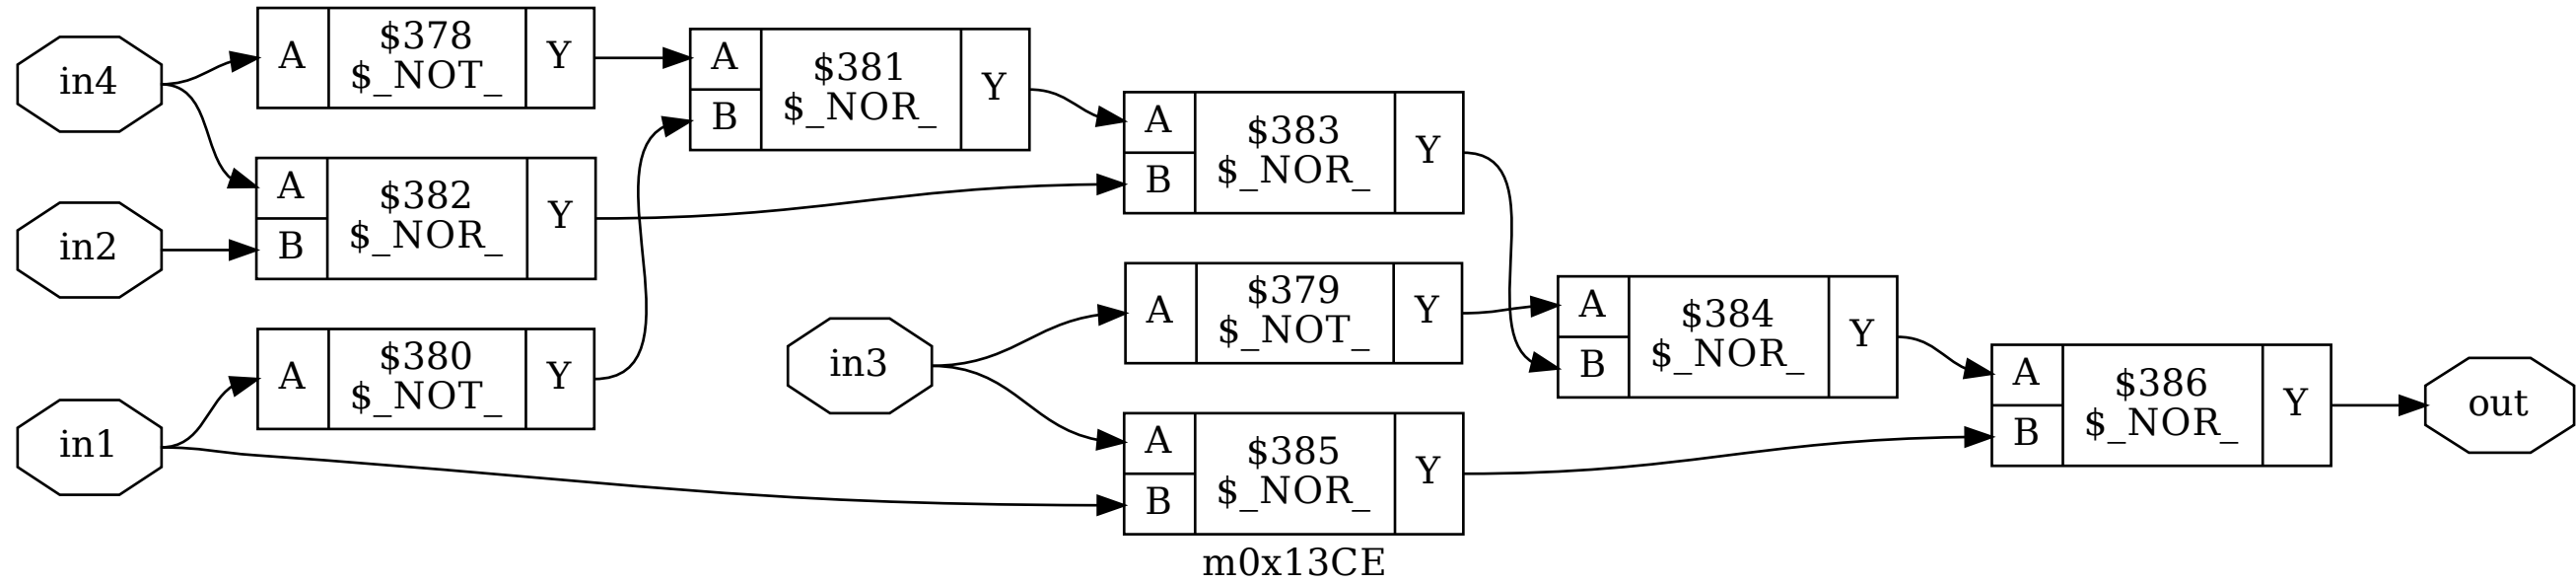 in4
A
$378
$_NOT_
Y
A
B
$381
$_NOR_
Y
A
B
$382
$_NOR_
Y
in2
A
B
$383
$_NOR_
Y
A
$380
$_NOT_
Y
in1
in3
A
$379
$_NOT_
Y
A
B
$384
$_NOR_
Y
A
B
$385
$_NOR_
Y
A
B
$386
$_NOR_
Y
out
m0x13CE